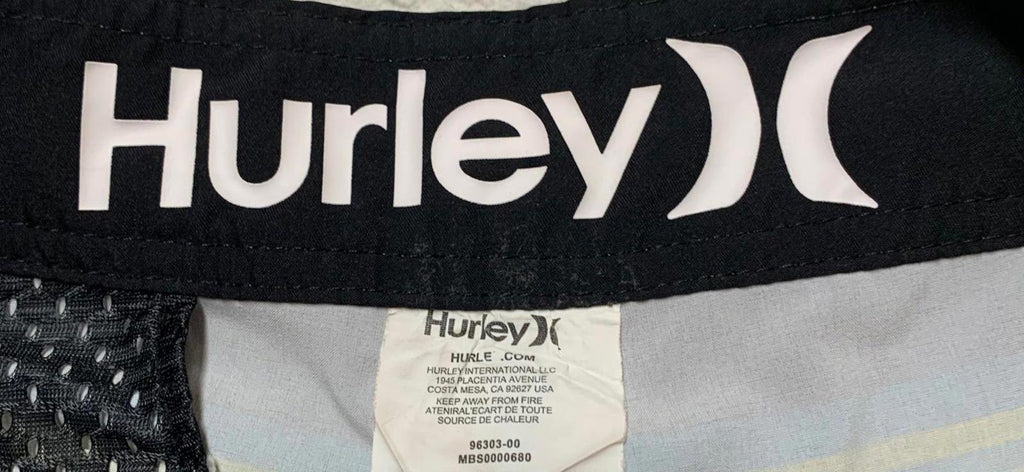 Hurley
Hurley
HURLE .COM
HURLEY INTERNATIONAL LLC
1945 PLACENTIA AVENUE
COSTA MESA, CA 92627 USA
KEEP AWAY FROM FIRE
ATENIRAL'ECART DE TOUTE
SOURCE DE CHALEUR
96303-00
MBS0000680